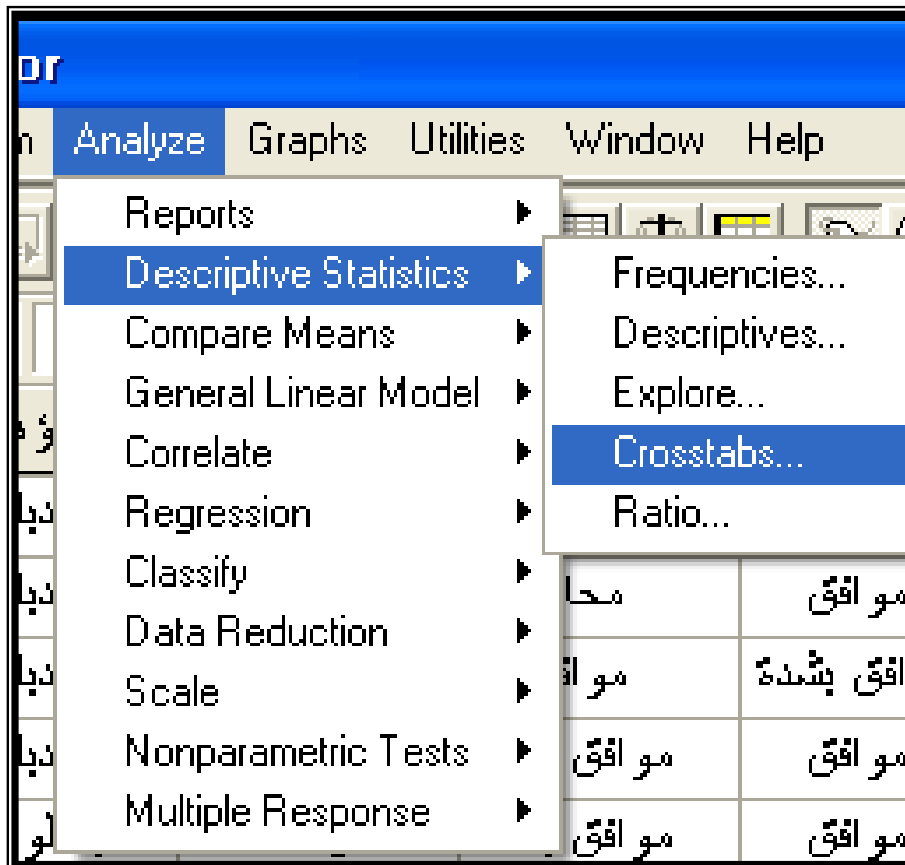 or
Analyze Graphs Utilities Window Help
Reports
Descriptive Statistics
Compare Means
General Linear Model
Correlate
Regression
Classify
Data Reduction
Scale
Nonparametric Tests
Multiple Response
Frequencies...
Descriptives...
Explore...
Crosstabs...
Ratio...
موافق
موافق
موافق
موافق
موافق
موافق